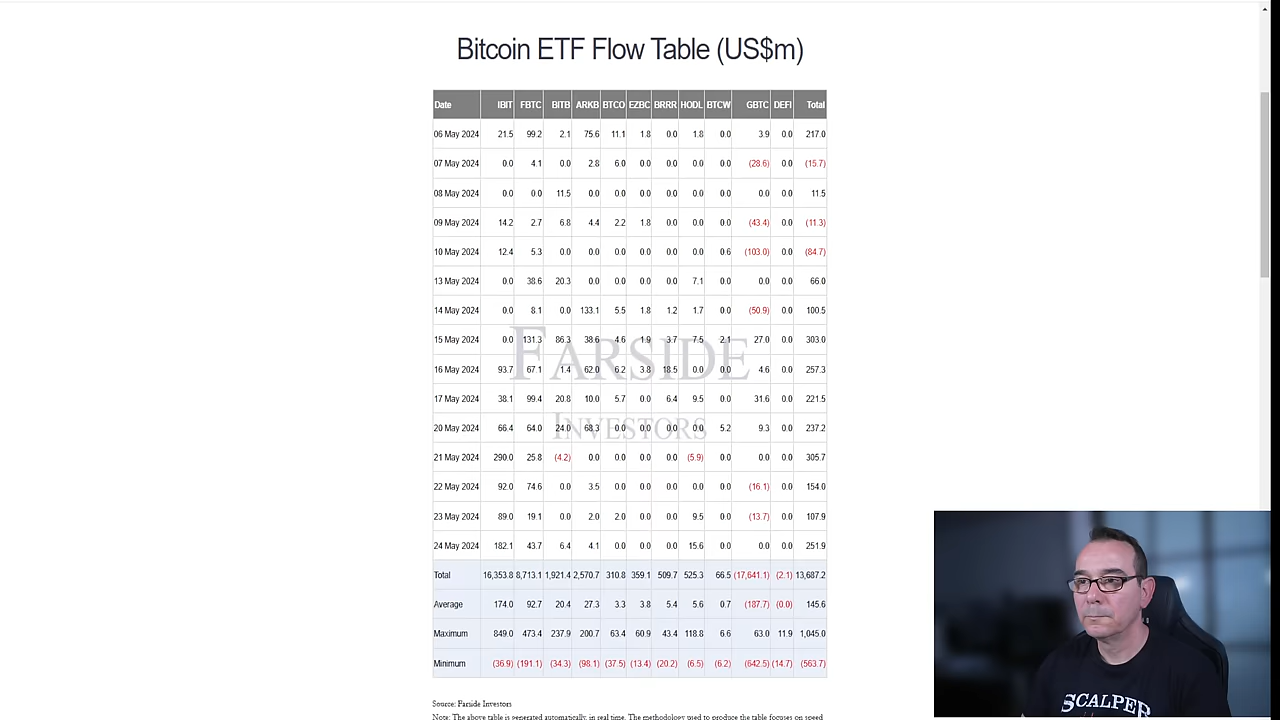 Bitcoin ETF Flow Table (US$m)
Date IBIT FBTC BITB ARKB BTCO EZBC BRRR HODL BTCW GBTC DEFI Total
06 May 2024 21.5 99.2 2.1 75.6 11.1 1.8 0.0 1.8 0.0 3.9 0.0 217.0
07 May 2024 0.0 4.1 0.0 2.8 6.0 0.0 0.0 0.0 0.0 (28.6) 0.0 (15.7)
08 May 2024 0.0 0.0 11.5 0.0 0.0 0.0 0.0 0.0 0.0 0.0 0.0 11.5
09 May 2024 14.2 2.7 6.8 4.4 2.2 1.8 0.0 0.0 0.0 (43.4) 0.0 (11.3)
10 May 2024 12.4 5.3 0.0 0.0 0.0 0.0 0.0 0.0 0.6 (103.0) 0.0 (84.7)
13 May 2024 0.0 38.6 20.3 0.0 0.0 0.0 0.0 7.1 0.0 0.0 0.0 66.0
14 May 2024 0.0 8.1 0.0 133.1 5.5 1.8 1.2 1.7 0.0 (50.9) 0.0 100.5
15 May 2024 0.0 131.3 86.3 38.6 4.6 1.9 3.7 7.5 2.1 27.0 0.0 303.0
FARSIDE
16 May 2024 93.7 67.1 1.4 62.0 6.2 3.8 18.5 0.0 0.0 4.6 0.0 257.3
17 May 2024 38.1 99.4 20.8 10.0 5.7 0.0 6.4 9.5 0.0 31.6 0.0 221.5
20 May 2024 66.4 64.0 24.0 68.3 0.0 0.0 0.0 0.0 5.2 9.3 0.0 237.2
INVESTORS
21 May 2024 290.0 25.8 (4.2) 0.0 0.0 0.0 0.0 (5.9) 0.0 0.0 0.0 305.7
22 May 2024 92.0 74.6 0.0 3.5 0.0 0.0 0.0 0.0 0.0 (16.1) 0.0 154.0
23 May 2024 89.0 19.1 0.0 2.0 2.0 0.0 0.0 9.5 0.0 (13.7) 0.0 107.9
24 May 2024 182.1 43.7 6.4 4.1 0.0 0.0 0.0 15.6 0.0 0.0 0.0 251.9
Total 16,353.8 8,713.1 1,921.4 2,570.7 310.8 359.1 509.7 525.3 66.5 (17,641.1) (2.1) 13,687.2
Average 174.0 92.7 20.4 27.3 3.3 3.8 5.4 5.6 0.7 (187.7) (0.0) 145.6
Maximum 849.0 473.4 237.9 200.7 63.4 60.9 43.4 118.8 6.6 63.0 11.9 1,045.0
Minimum (36.9) (191.1) (34.3) (98.1) (37.5) (13.4) (20.2) (6.5) (6.2) (642.5) (14.7) (563.7)
Source: Farside Investors
Note: The above table is generated automatically, in real time. The methodology used to produce the table focuses on speed
SCALPER